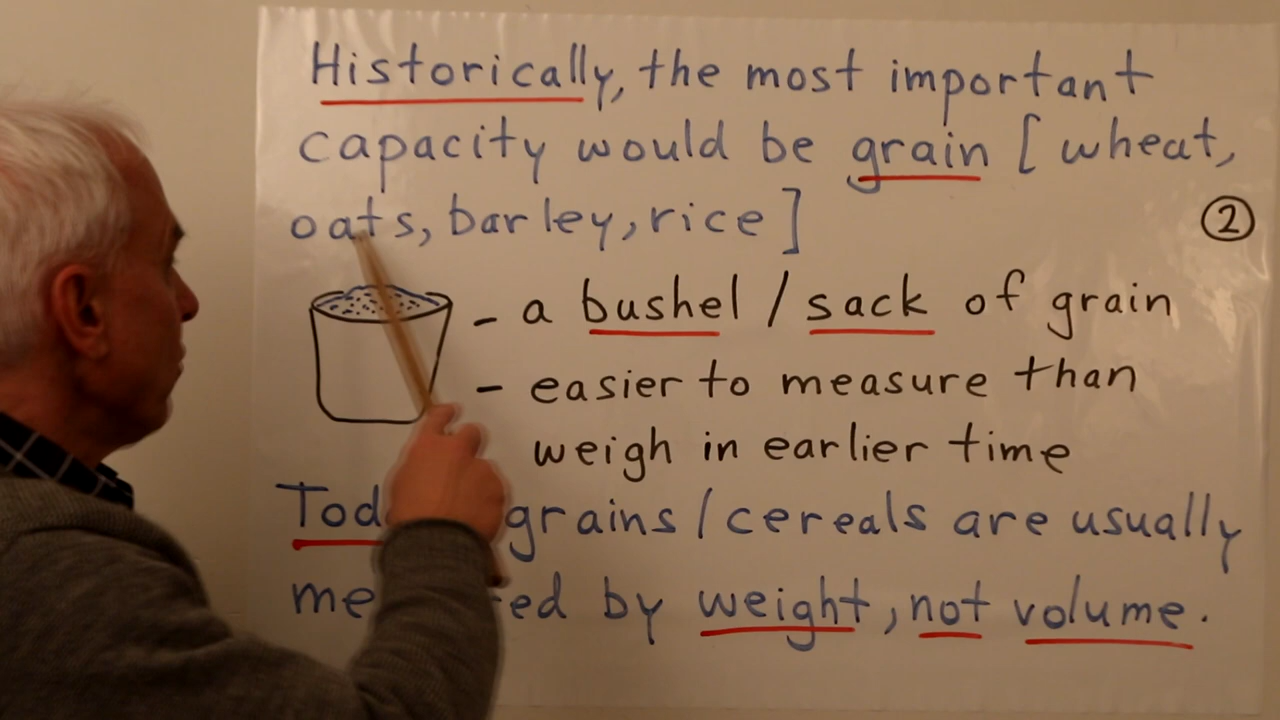 Historically, the most important
capacity would be grain [wheat,
oats, barley, rice]
2
- a bushel / sack of grain
- easier to measure than
weigh in earlier time
grains / cereals are usually
by weight, not volume.